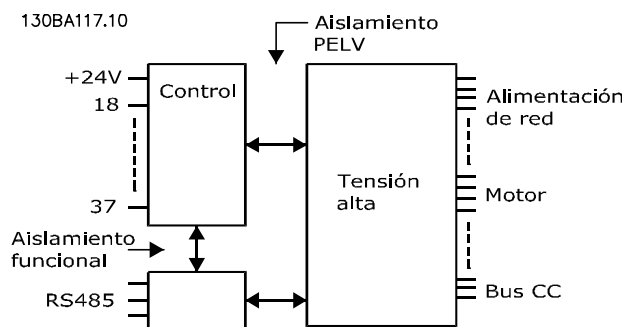 130BA117.10
Aislamiento
PELV
+24V
18
37
Control
Tensión
alta
Alimentación
de red
Motor
Bus CC
Aislamiento
funcional
RS485